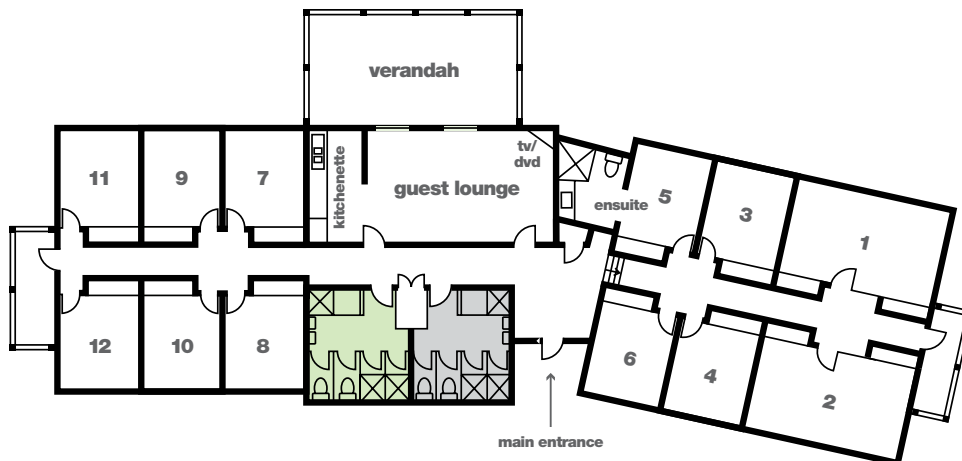 verandah
tv/
dvd
kitchenette
guest lounge
ensuite
11
9
7
5
3
1
12
10
8
6
4
2
main entrance